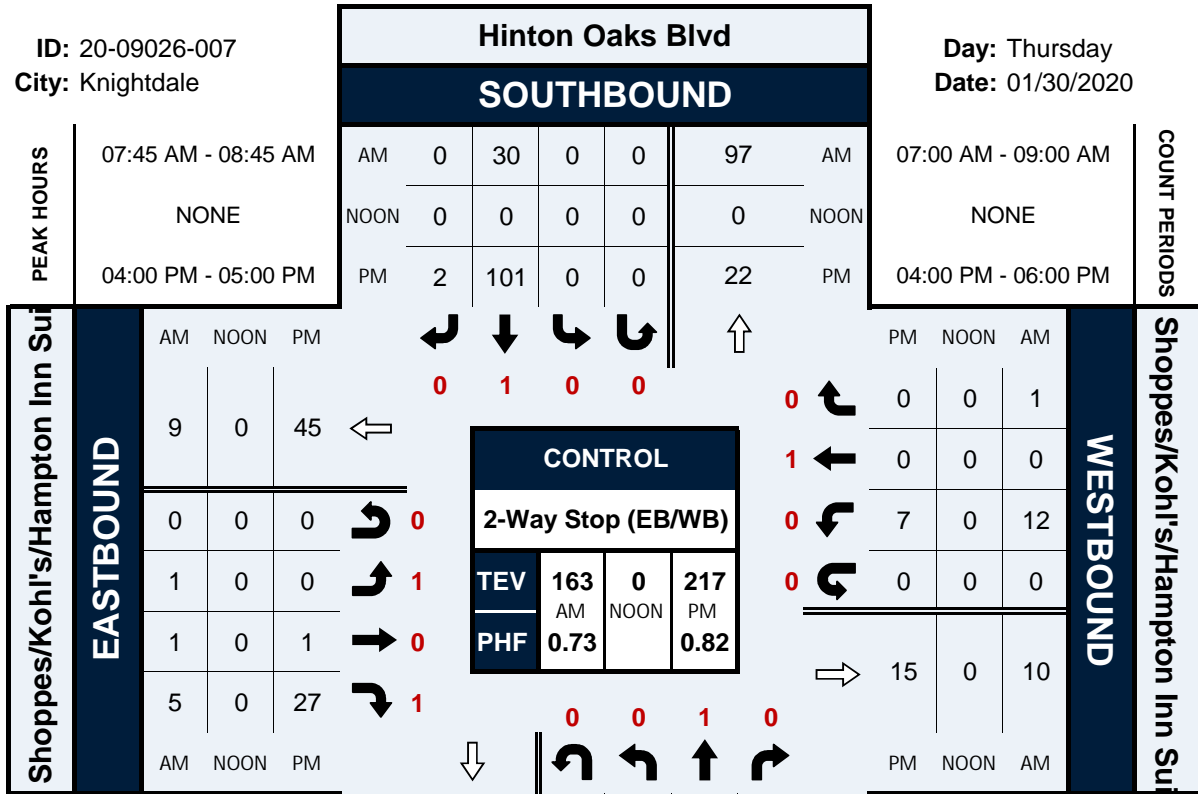 ID: 20-09026-007
City: Knightdale
Hinton Oaks Blvd
SOUTHBOUND
Day: Thursday
Date: 01/30/2020
PEAK HOURS
07:45 AM - 08:45 AM
NONE
04:00 PM - 05:00 PM
AM 0 30 0 0 97 AM
NOON 0 0 0 0 0 NOON
PM 2 101 0 0 22 PM
07:00 AM - 09:00 AM
NONE
04:00 PM - 06:00 PM
COUNT PERIODS
0 1 0 0
Shoppes/Kohl's/Hampton Inn Sui
EASTBOUND
AM NOON PM
9 0 45
0 0 0 0
1 0 0 1
1 0 1 0
5 0 27 1
AM NOON PM
CONTROL
2-Way Stop (EB/WB)
TEV 163 0 217
AM NOON PM
PHF 0.73 0.82
PM NOON AM
0 0 0 1
1 0 0 0
0 7 0 12
0 0 0 0
15 0 10
PM NOON AM
WESTBOUND
Shoppes/Kohl's/Hampton Inn Sui
0 0 1 0